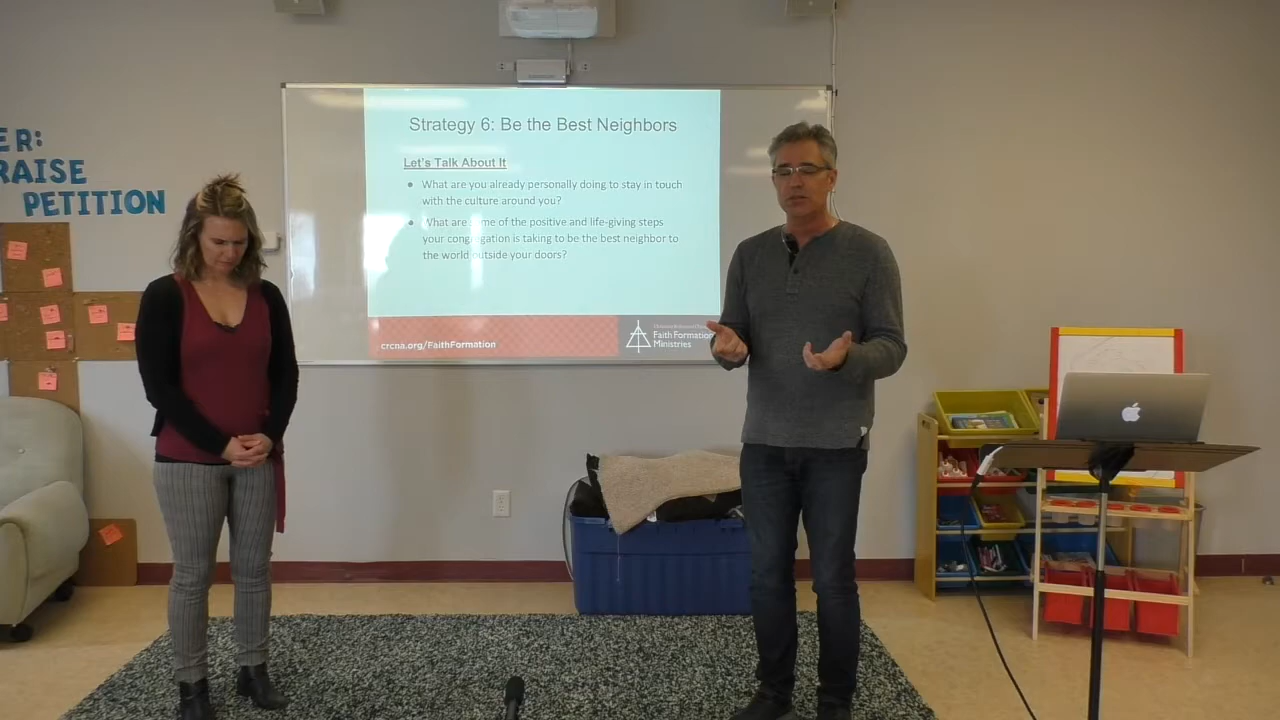 ER:
RAISE
PETITION
Strategy 6: Be the Best Neighbors
Let's Talk About It
• What are you already personally doing to stay in touch
with the culture around you?
• What are some of the positive and life-giving steps
your congregation is taking to be the best neighbor to
the world outside your doors?
crcna.org/FaithFormation
Faith Formation
Ministries